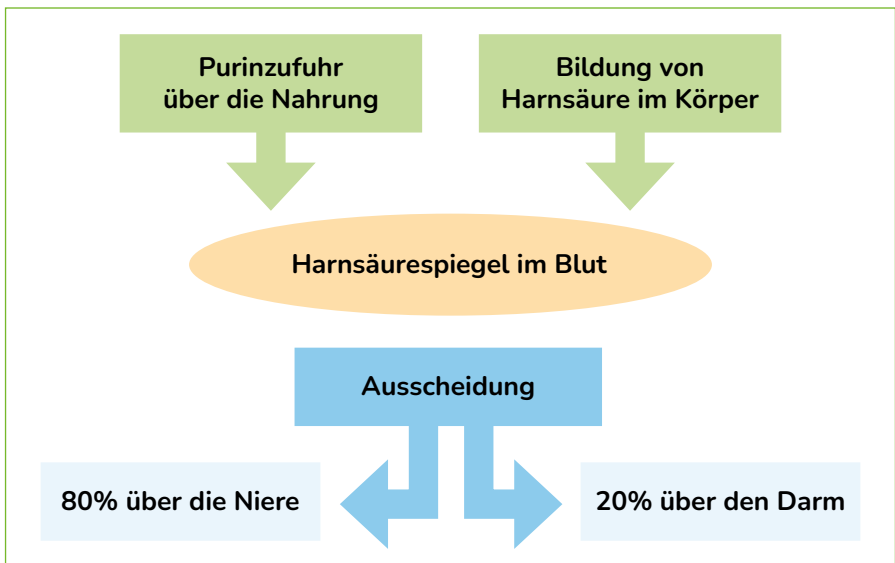 Purinzufuhr
über die Nahrung
Bildung von
Harnsäure im Körper
Harnsäurespiegel im Blut
Ausscheidung
80% über die Niere
20% über den Darm